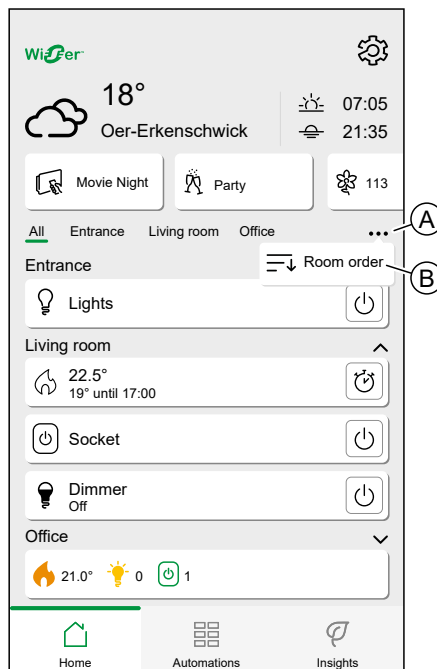 Wiser
18° 07:05
Oer-Erkenschwick 21:35
Movie Night Party 113
All Entrance Living room Office ••• A
Room order B
Entrance
Lights
Living room
22.5°
19° until 17:00
Socket
Dimmer
Off
Office
21.0° 0 1
Home Automations Insights